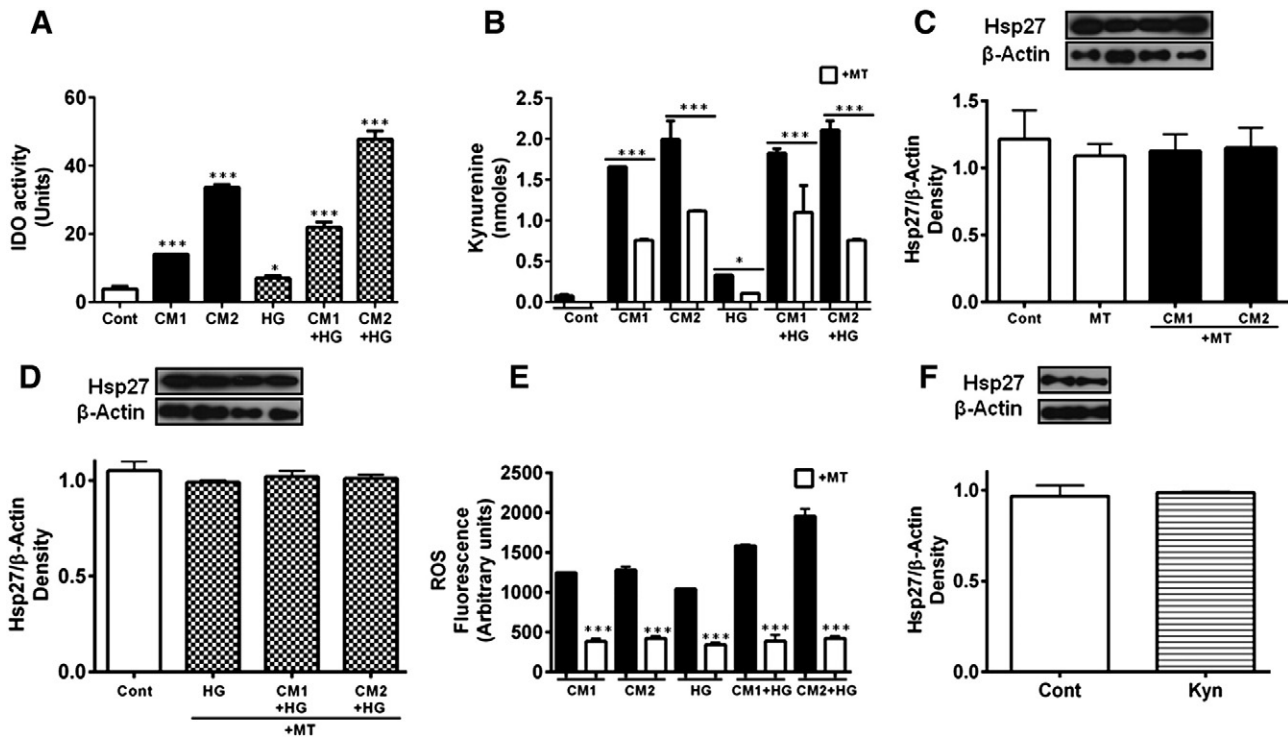 A
IDO activity
(Units)
60
40
20
0
***
***
*
***
***
Cont CM1 CM2 HG CM1 CM2
+HG +HG
B
+MT
Kynurenine
(nmoles)
2.5
2.0
1.5
1.0
0.5
0.0
***
***
*
***
***
Cont CM1 CM2 HG CM1 CM2
+HG +HG
C
Hsp27
β-Actin
Hsp27/β-Actin
Density
1.5
1.0
0.5
0.0
Cont MT CM1 CM2
+MT
D
Hsp27
β-Actin
Hsp27/β-Actin
Density
1.0
0.5
0.0
Cont HG CM1 CM2
+HG +HG
+MT
E
+MT
ROS
Fluorescence
(Arbitrary units)
2500
2000
1500
1000
500
0
*** *** *** *** ***
CM1 CM2 HG CM1+HG CM2+HG
F
Hsp27
β-Actin
Hsp27/β-Actin
Density
1.0
0.5
0.0
Cont Kyn